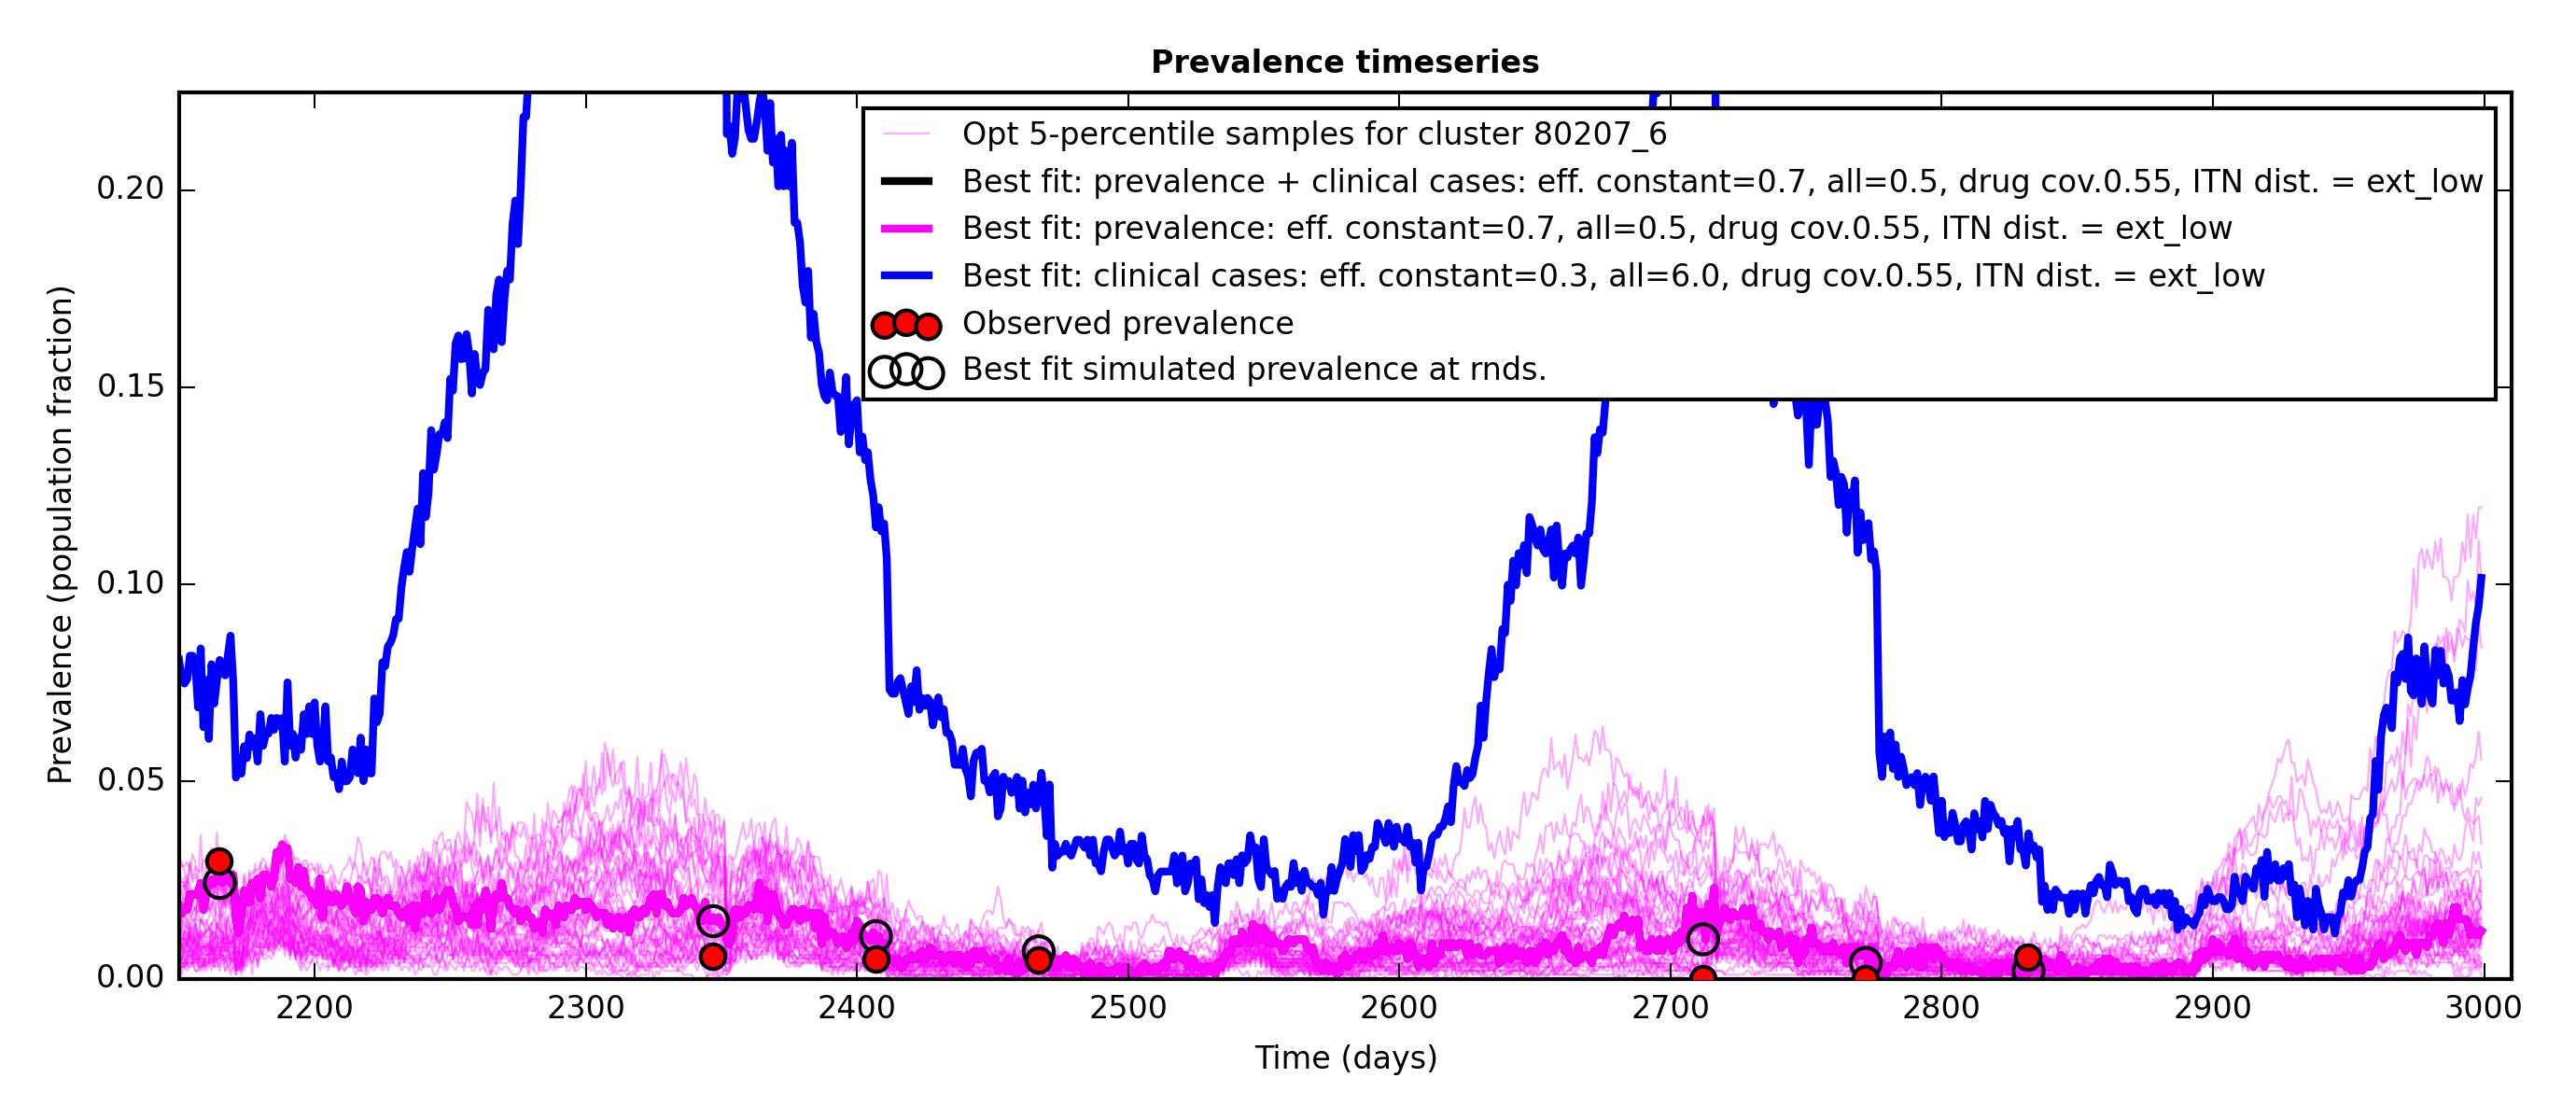 Prevalence timeseries
Opt 5-percentile samples for cluster 80207_6
Best fit: prevalence + clinical cases: eff. constant=0.7, all=0.5, drug cov.0.55, ITN dist. = ext_low
Best fit: prevalence: eff. constant=0.7, all=0.5, drug cov.0.55, ITN dist. = ext_low
Best fit: clinical cases: eff. constant=0.3, all=6.0, drug cov.0.55, ITN dist. = ext_low
Observed prevalence
Best fit simulated prevalence at rnds.
Prevalence (population fraction)
0.20
0.15
0.10
0.05
0.00
2200 2300 2400 2500 2600 2700 2800 2900 3000
Time (days)